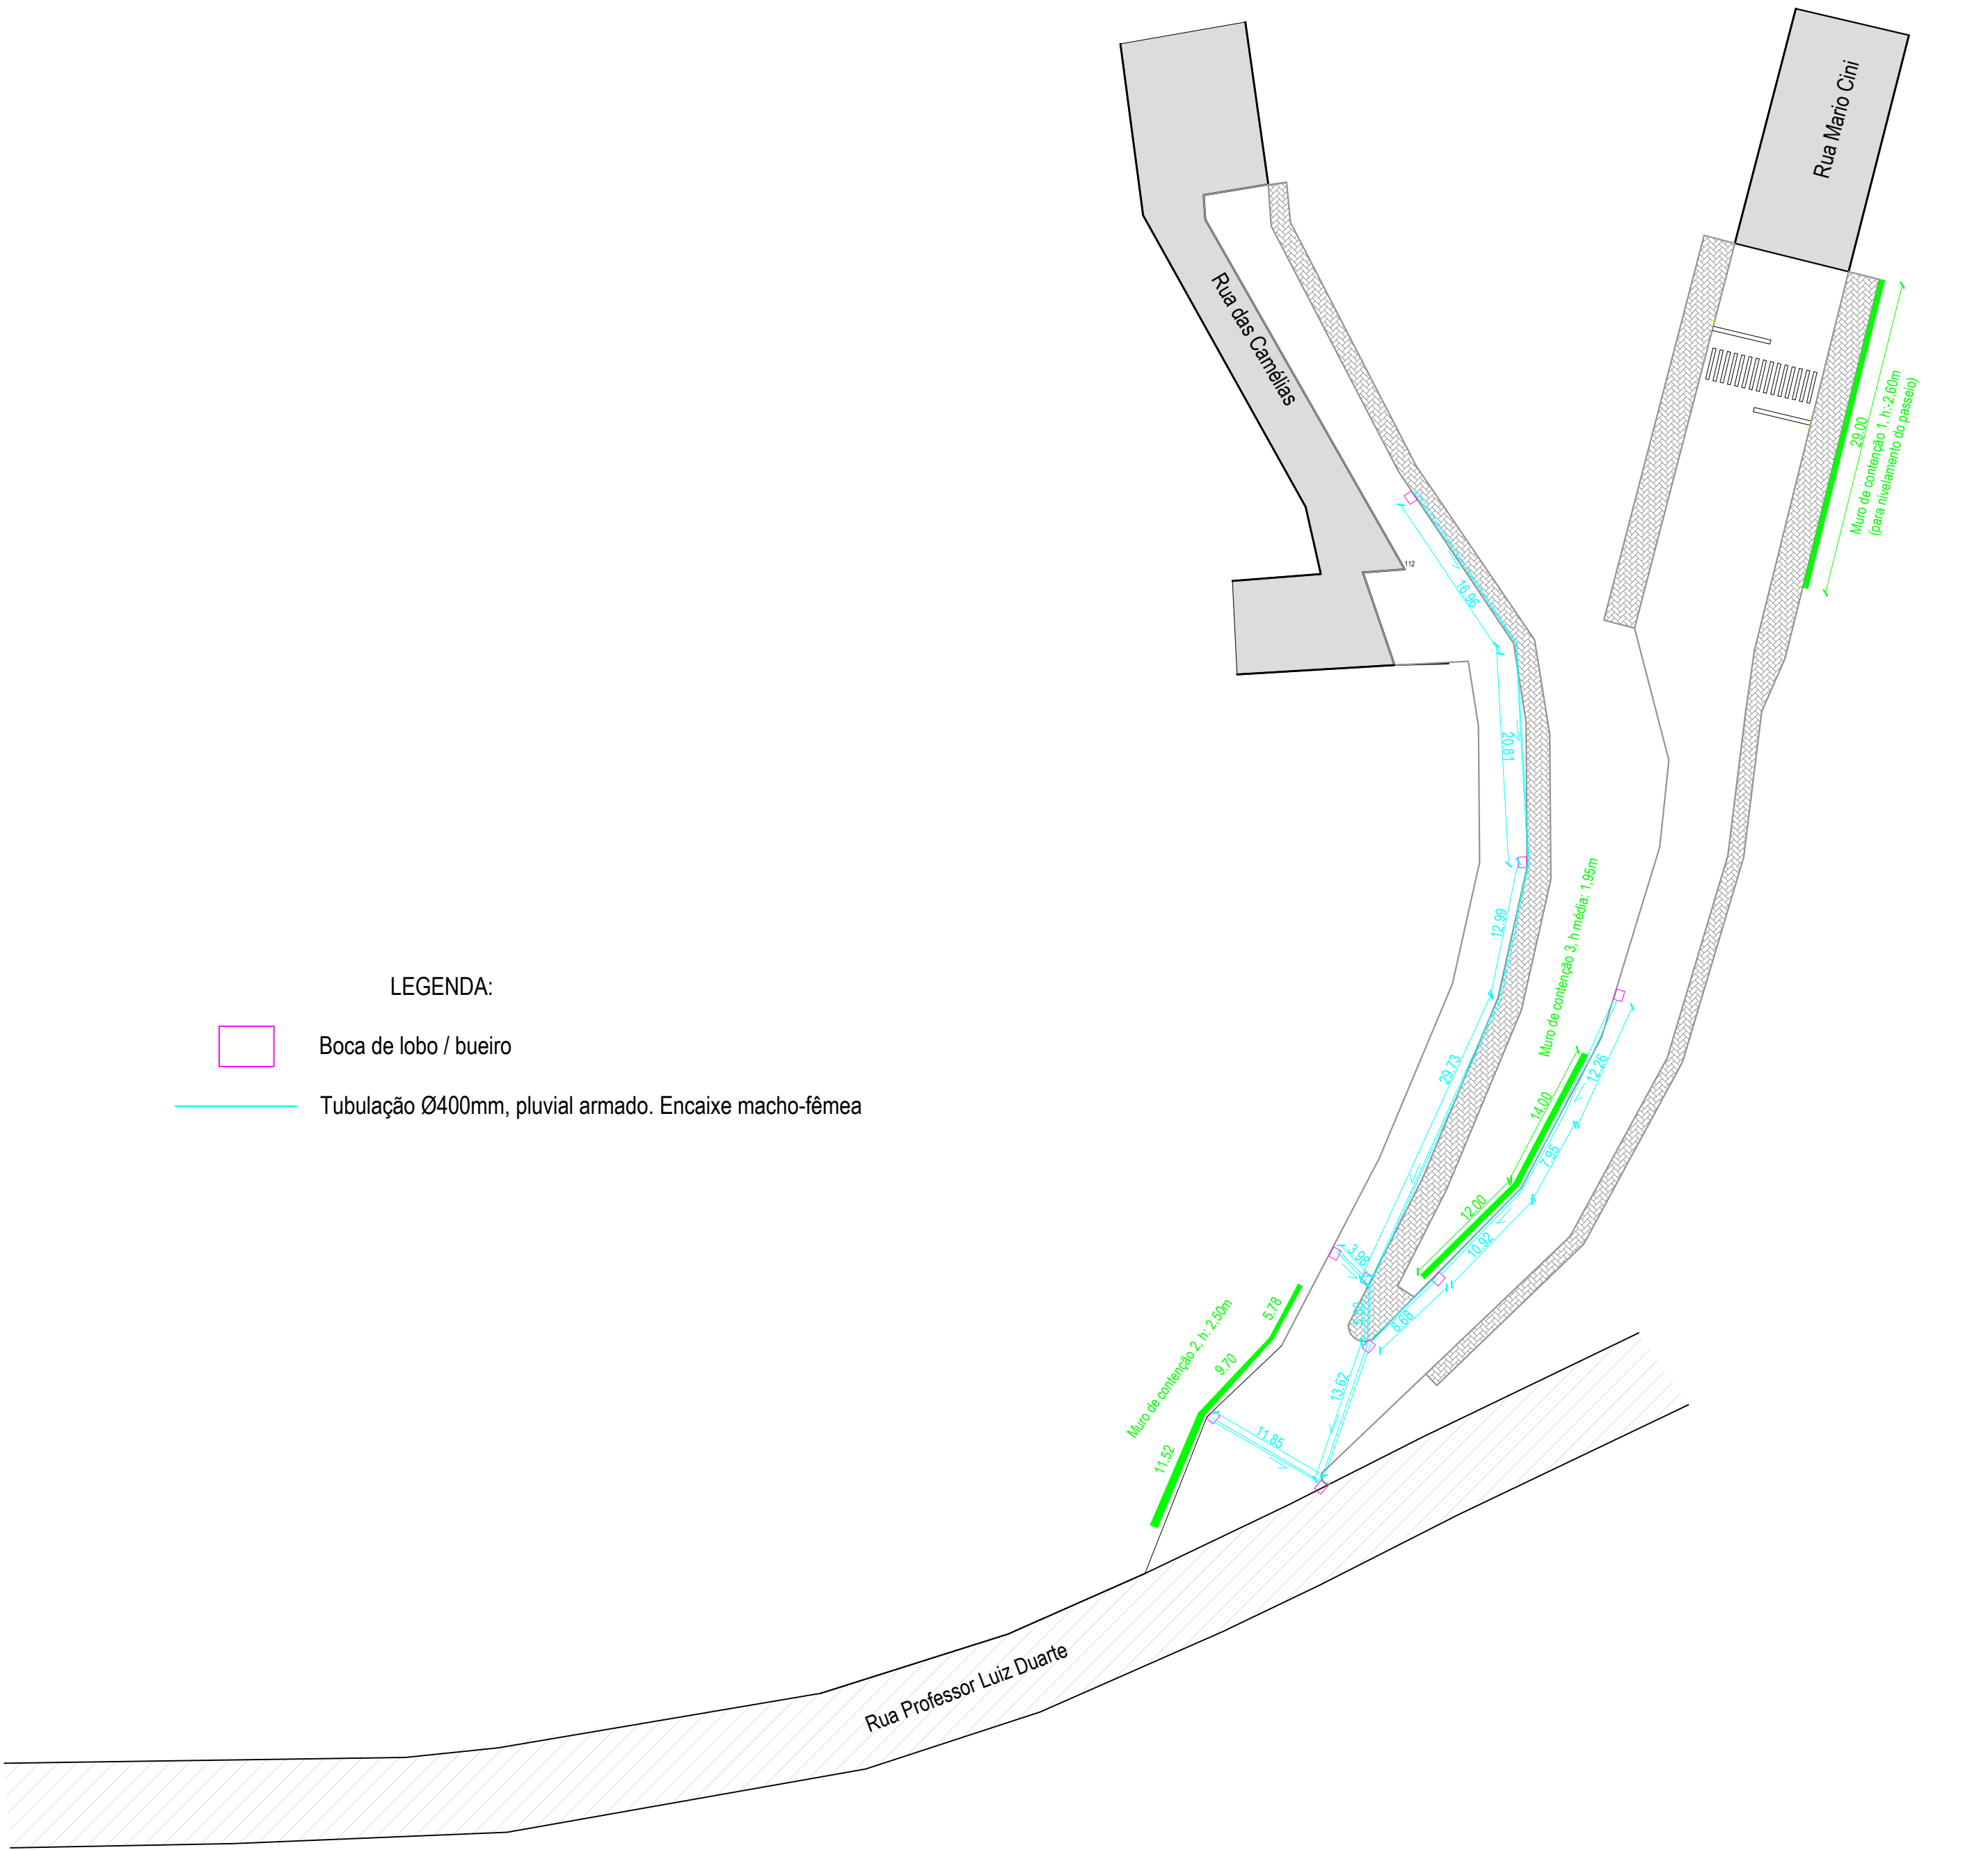 Rua Mario Cini
Rua das Camélias
29.00
Muro de contenção 1, h:-2,60m
(para nivelamento do passeio)
112
16.96
20.81
12.99
Muro de contenção 3, h média: 1,95m
LEGENDA:
Boca de lobo / bueiro
Tubulação Ø400mm, pluvial armado. Encaixe macho-fêmea
29.73
12.26
14.00
7.95
12.00
10.92
3.98
8.68
Muro de contenção 2, h: 2,50m
5.78
9.70
13.62
11.85
11.52
Rua Professor Luiz Duarte